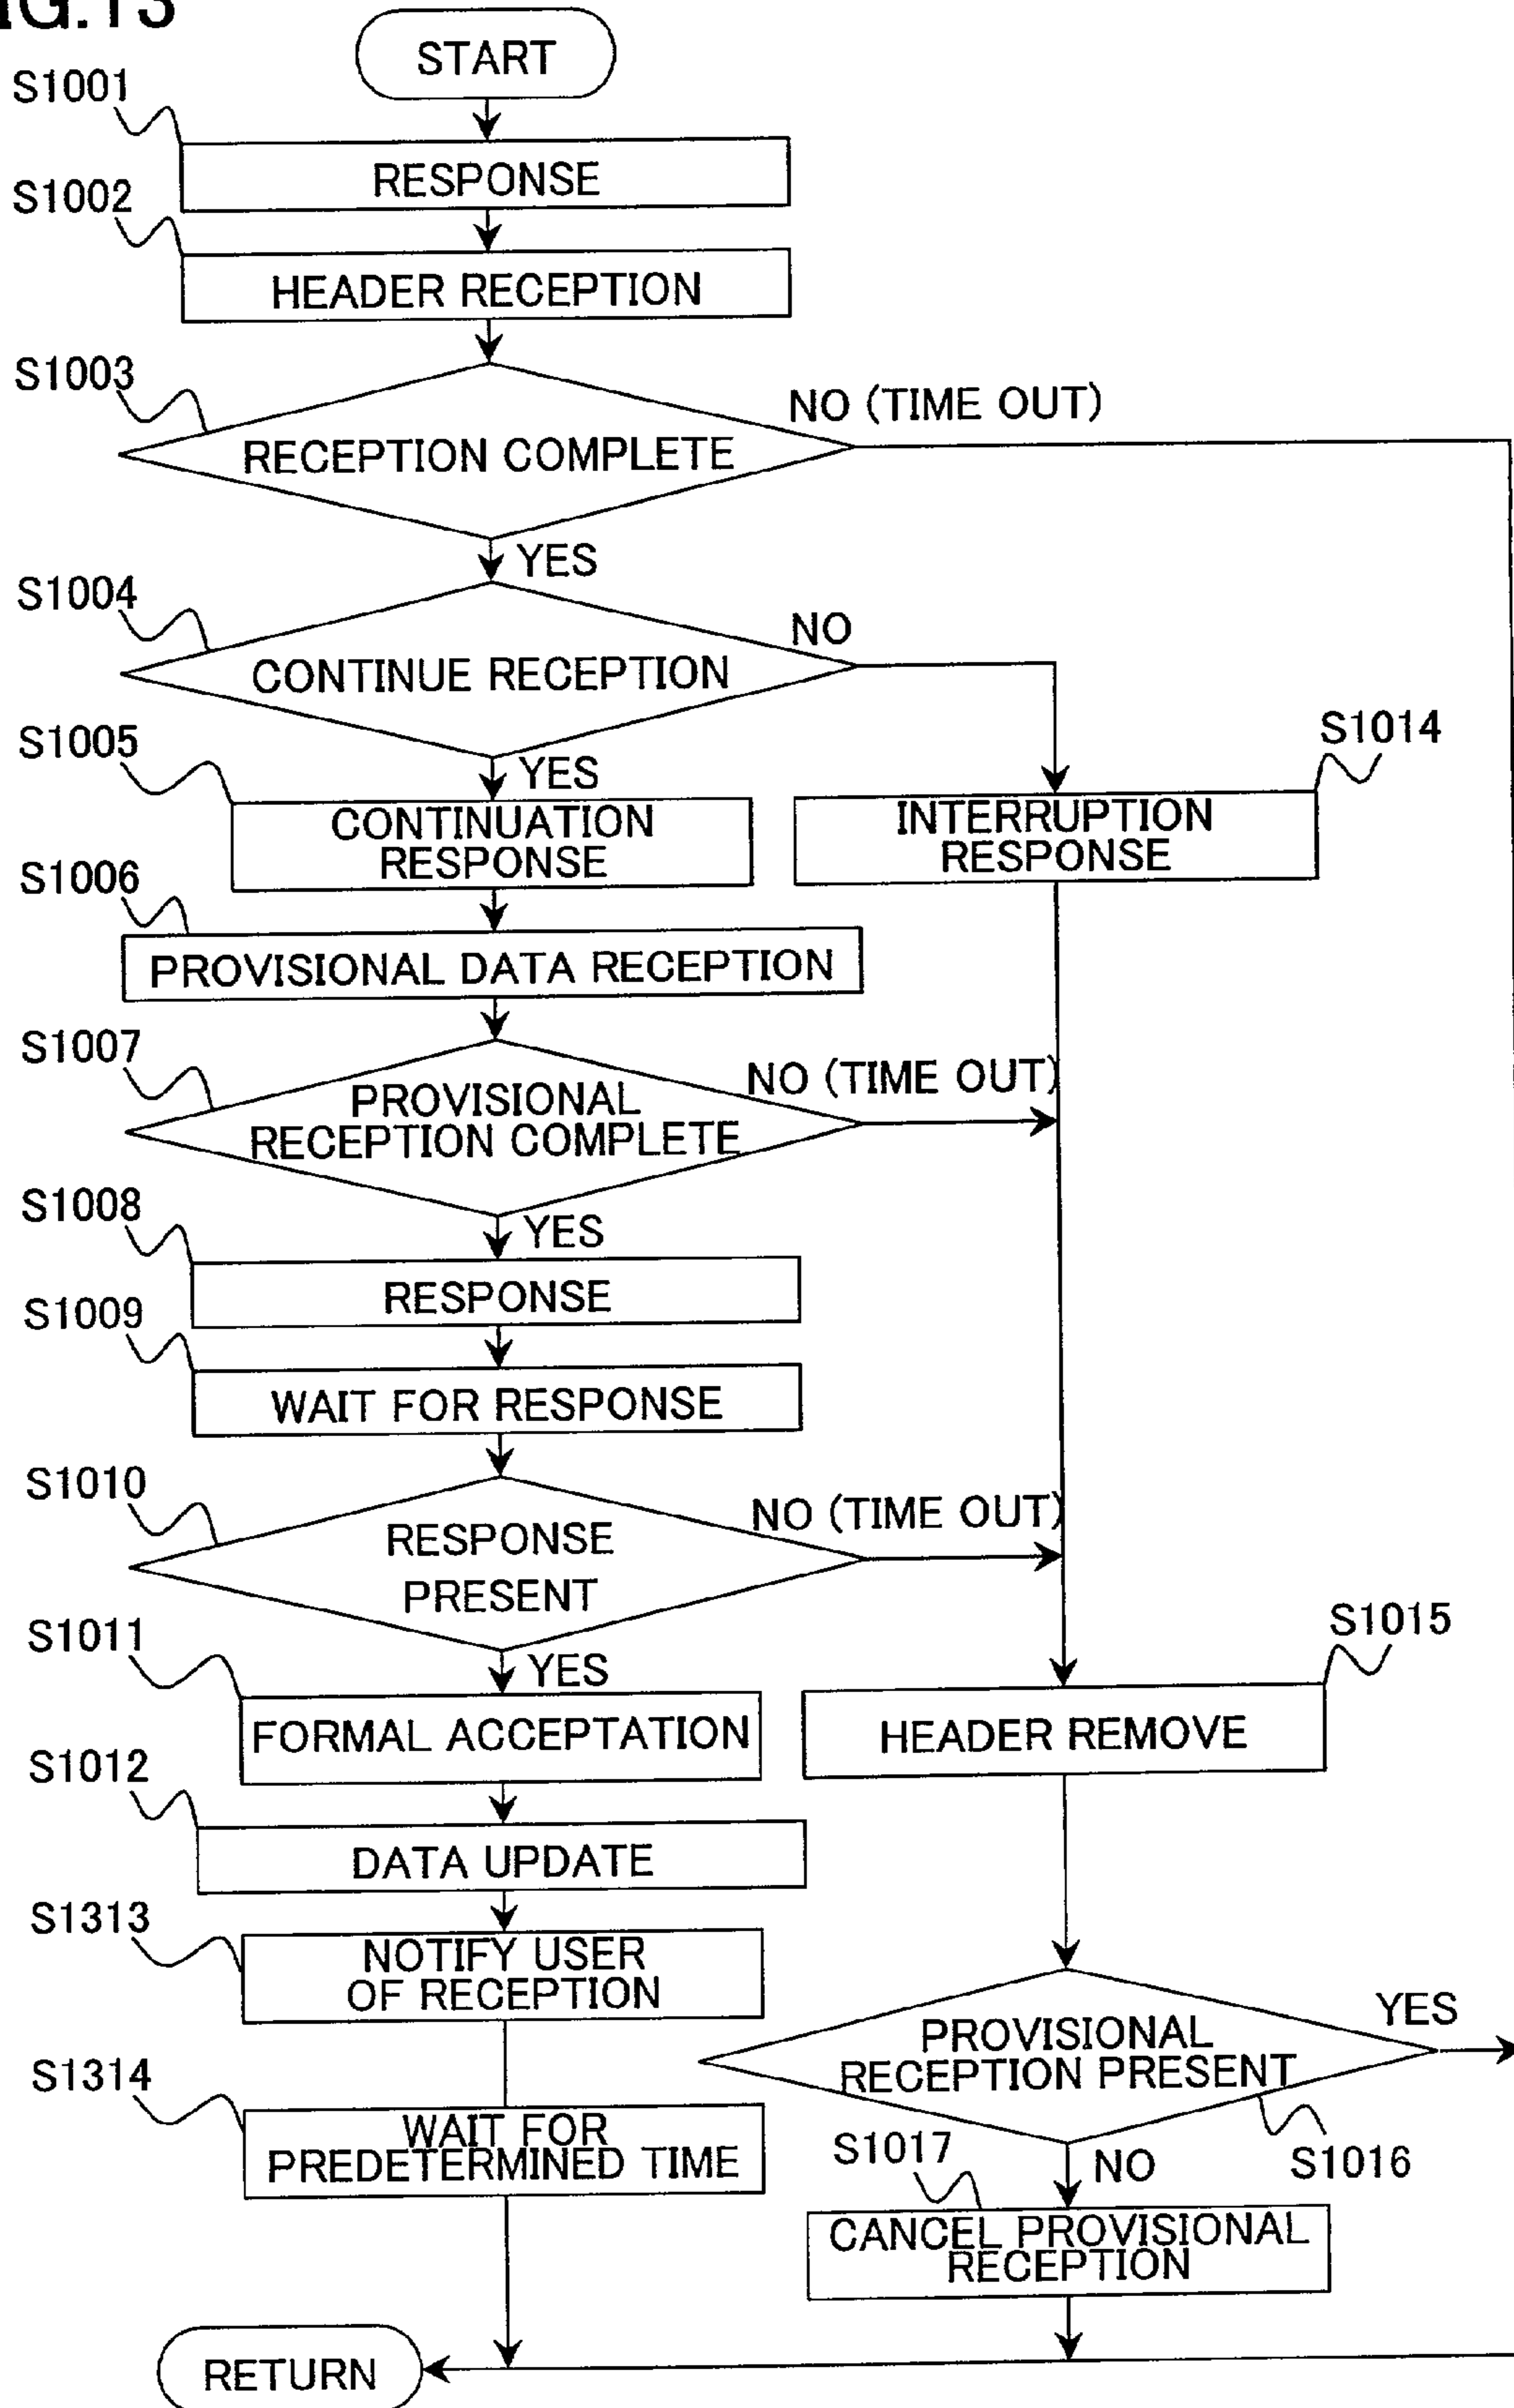 IG.13
START
S1001
RESPONSE
S1002
HEADER RECEPTION
S1003
NO (TIME OUT)
RECEPTION COMPLETE
YES
S1004
NO
CONTINUE RECEPTION
S1005
YES
S1014
CONTINUATION
RESPONSE
INTERRUPTION
RESPONSE
S1006
PROVISIONAL DATA RECEPTION
S1007
NO (TIME OUT)
PROVISIONAL
RECEPTION COMPLETE
S1008
YES
RESPONSE
S1009
WAIT FOR RESPONSE
S1010
NO (TIME OUT)
RESPONSE
PRESENT
S1011
YES
S1015
FORMAL ACCEPTATION
HEADER REMOVE
S1012
DATA UPDATE
S1313
NOTIFY USER
OF RECEPTION
YES
PROVISIONAL
RECEPTION PRESENT
S1314
WAIT FOR
PREDETERMINED TIME
S1017
NO
S1016
CANCEL PROVISIONAL
RECEPTION
RETURN